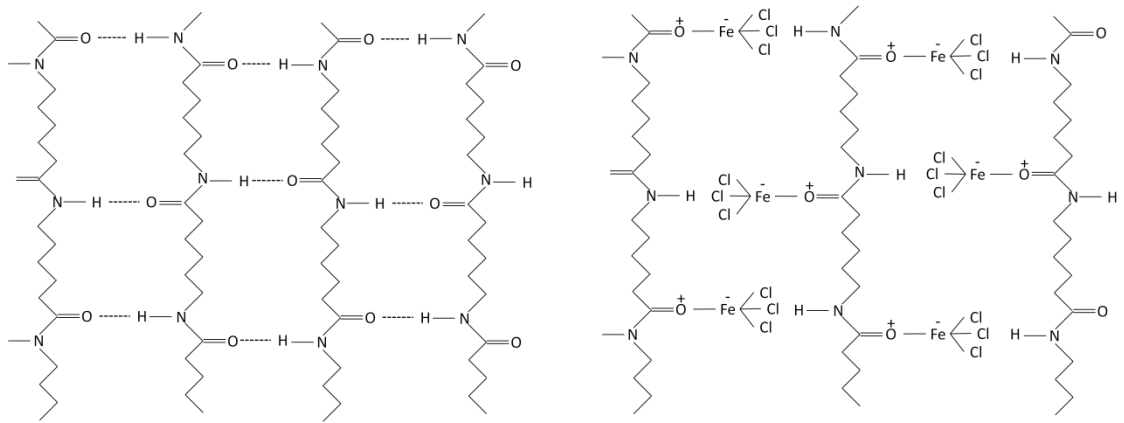 O H N O H N
N O H N O
N H O N H
N H O N H O
O H N O H N
N O H N O
+ - Cl
O Fe Cl H N O
Cl + - Cl
N O Fe Cl H N
Cl
Cl - +
N H Cl Fe O
Cl - + Cl
N H Cl Fe O N H
Cl
+ - Cl
O Fe Cl H N O
Cl + - Cl
N O Fe Cl H N
Cl